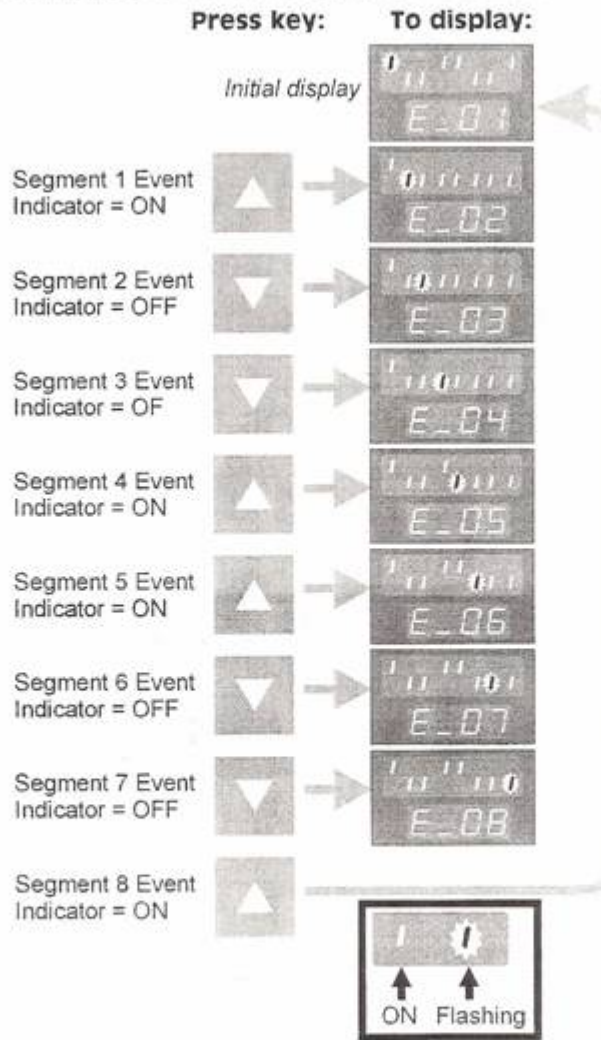 Press key: To display:
Initial display
E_01
Segment 1 Event
Indicator = ON
E_02
Segment 2 Event
Indicator = OFF
E_03
Segment 3 Event
Indicator = OF
E_04
Segment 4 Event
Indicator = ON
E_05
Segment 5 Event
Indicator = ON
E_06
Segment 6 Event
Indicator = OFF
E_07
Segment 7 Event
Indicator = OFF
E_08
Segment 8 Event
Indicator = ON
ON Flashing